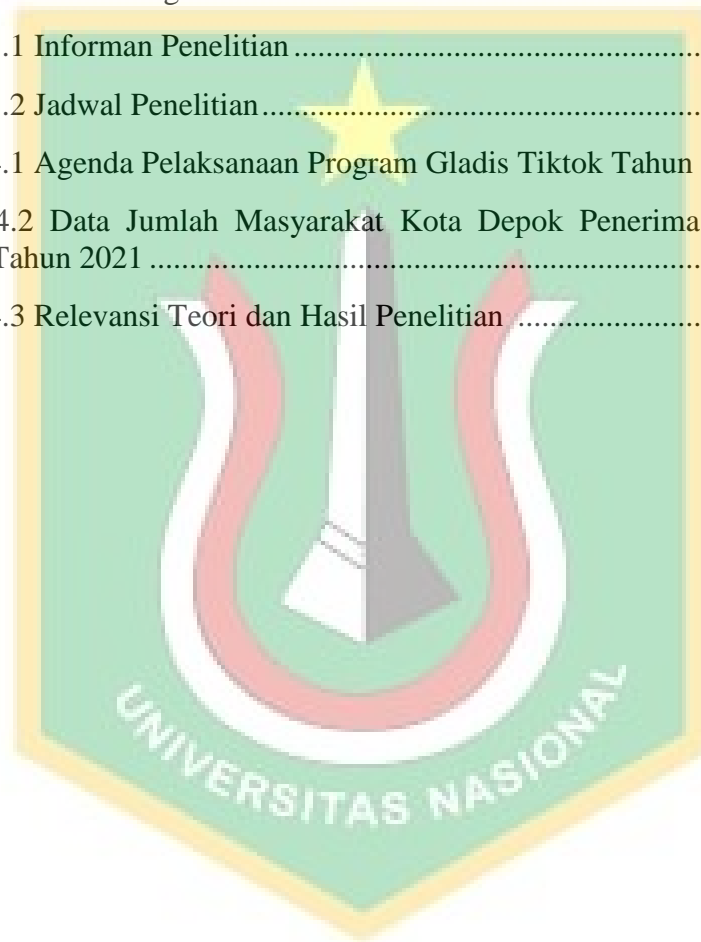 .1 Informan Penelitian ............................................................
.2 Jadwal Penelitian ................................................................
.1 Agenda Pelaksanaan Program Gladis Tiktok Tahun
4.2 Data Jumlah Masyarakat Kota Depok Penerima
Tahun 2021 ................................................................................
.3 Relevansi Teori dan Hasil Penelitian ............................
UNIVERSITAS NASIONAL